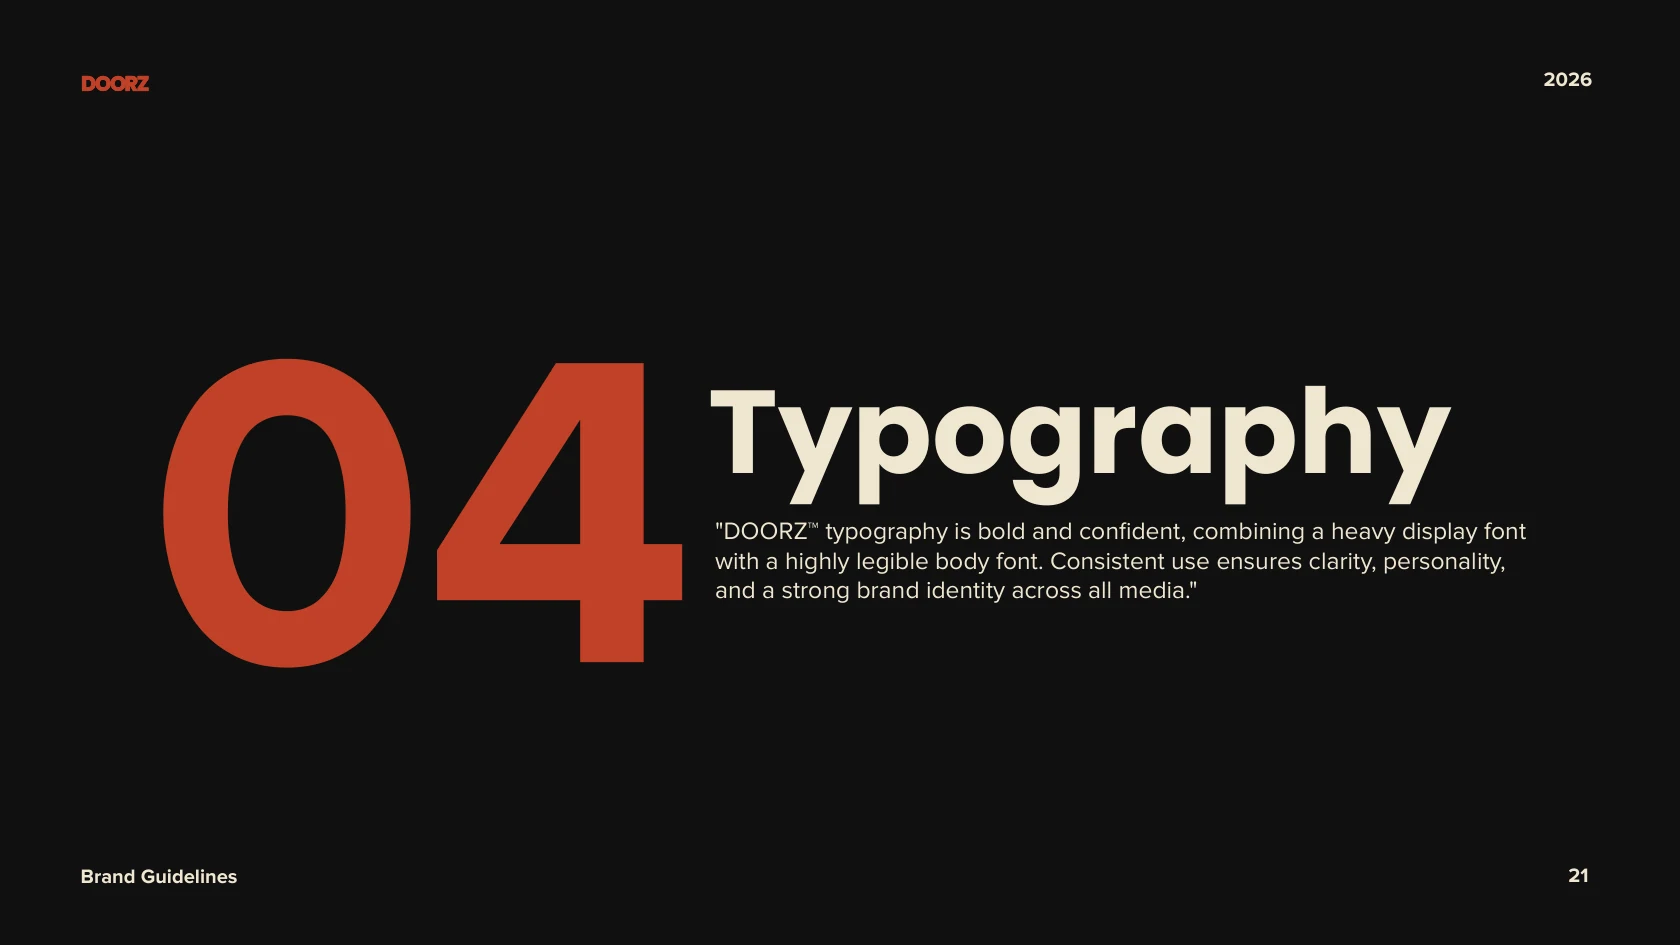 DOORZ
2026
04
Typography
"DOORZ™ typography is bold and confident, combining a heavy display font
with a highly legible body font. Consistent use ensures clarity, personality,
and a strong brand identity across all media."
Brand Guidelines
21